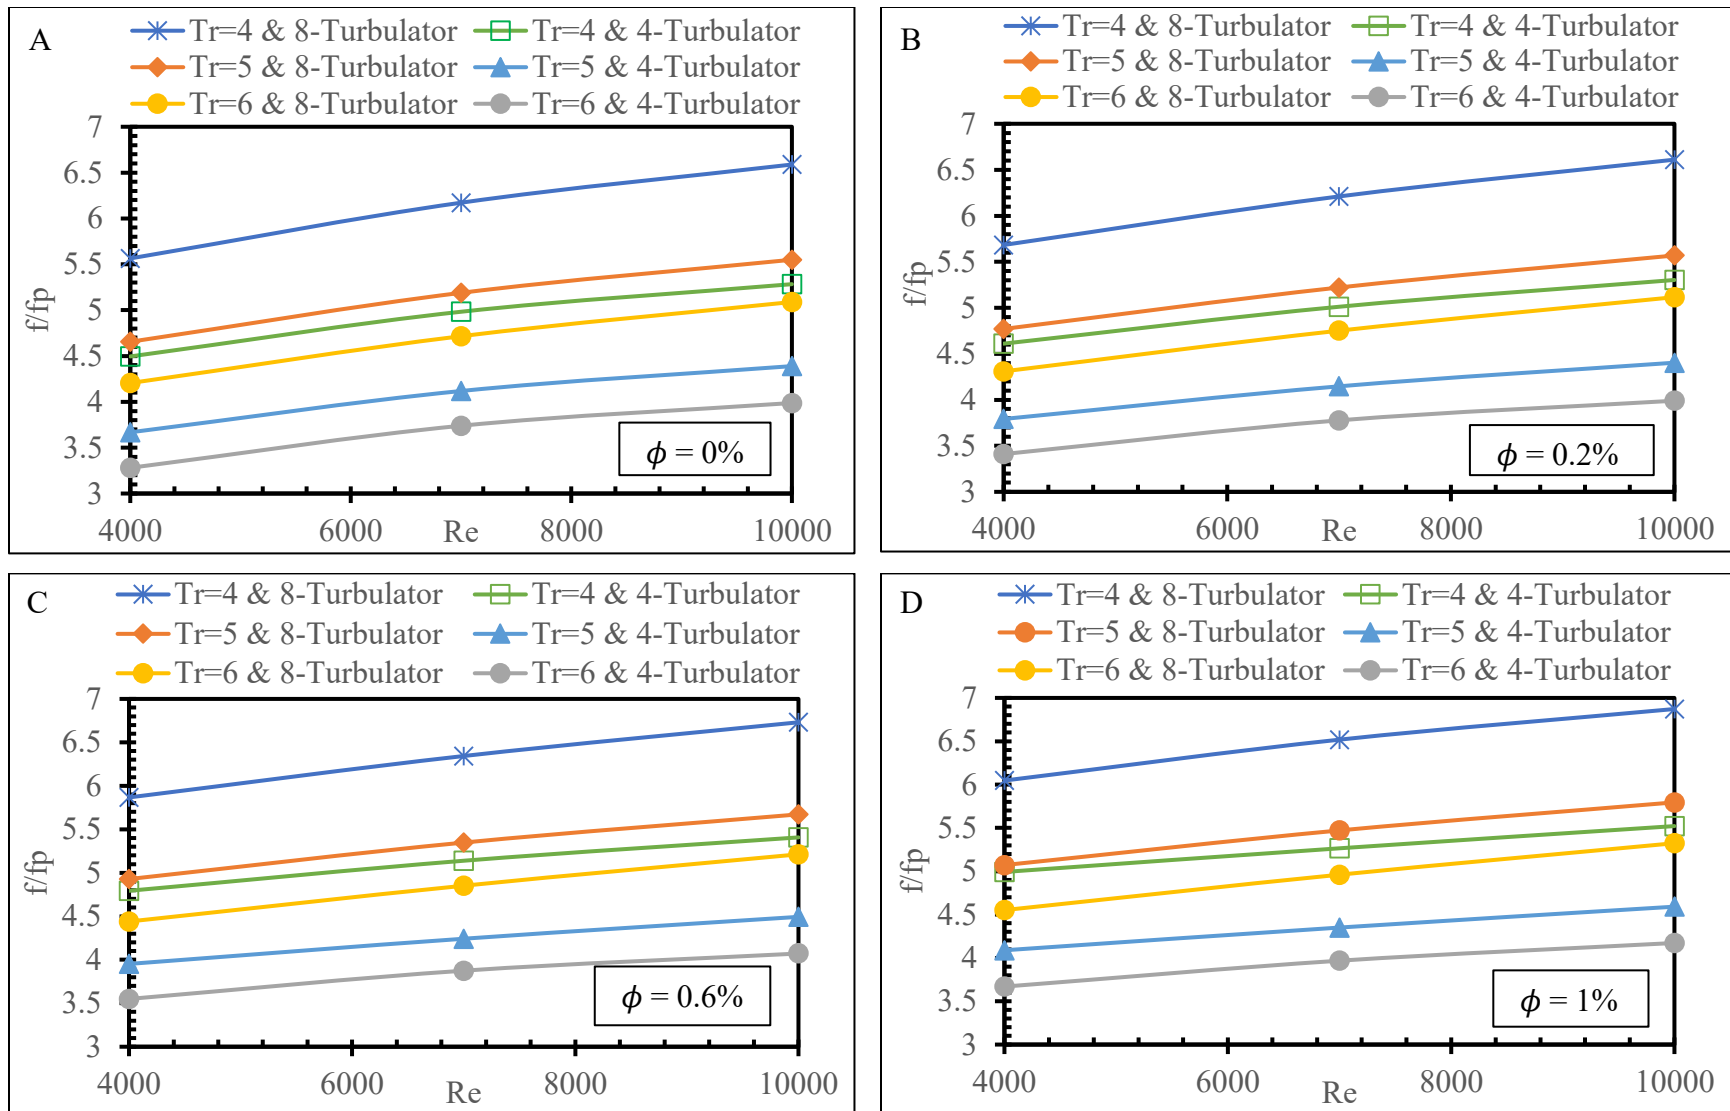 A
Tr=4 & 8-Turbulator Tr=4 & 4-Turbulator
Tr=5 & 8-Turbulator Tr=5 & 4-Turbulator
Tr=6 & 8-Turbulator Tr=6 & 4-Turbulator
7
6.5
6
5.5
5
4.5
4
3.5
3
f/fp
ϕ = 0%
4000 6000 8000 10000
Re
B
Tr=4 & 8-Turbulator Tr=4 & 4-Turbulator
Tr=5 & 8-Turbulator Tr=5 & 4-Turbulator
Tr=6 & 8-Turbulator Tr=6 & 4-Turbulator
7
6.5
6
5.5
5
4.5
4
3.5
3
f/fp
ϕ = 0.2%
4000 6000 8000 10000
Re
C
Tr=4 & 8-Turbulator Tr=4 & 4-Turbulator
Tr=5 & 8-Turbulator Tr=5 & 4-Turbulator
Tr=6 & 8-Turbulator Tr=6 & 4-Turbulator
7
6.5
6
5.5
5
4.5
4
3.5
3
f/fp
ϕ = 0.6%
4000 6000 8000 10000
Re
D
Tr=4 & 8-Turbulator Tr=4 & 4-Turbulator
Tr=5 & 8-Turbulator Tr=5 & 4-Turbulator
Tr=6 & 8-Turbulator Tr=6 & 4-Turbulator
7
6.5
6
5.5
5
4.5
4
3.5
3
f/fp
ϕ = 1%
4000 6000 8000 10000
Re